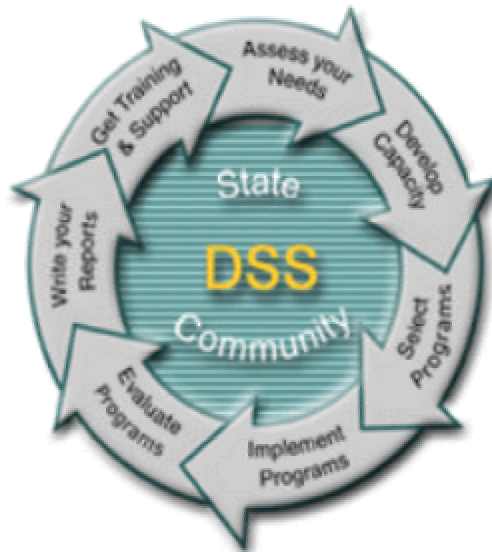 Assess your
Needs
Develop
Capacity
Select
Programs
Implement
Programs
Evaluate
Programs
Write your
Reports
Get Training
& Support
State
DSS
Community